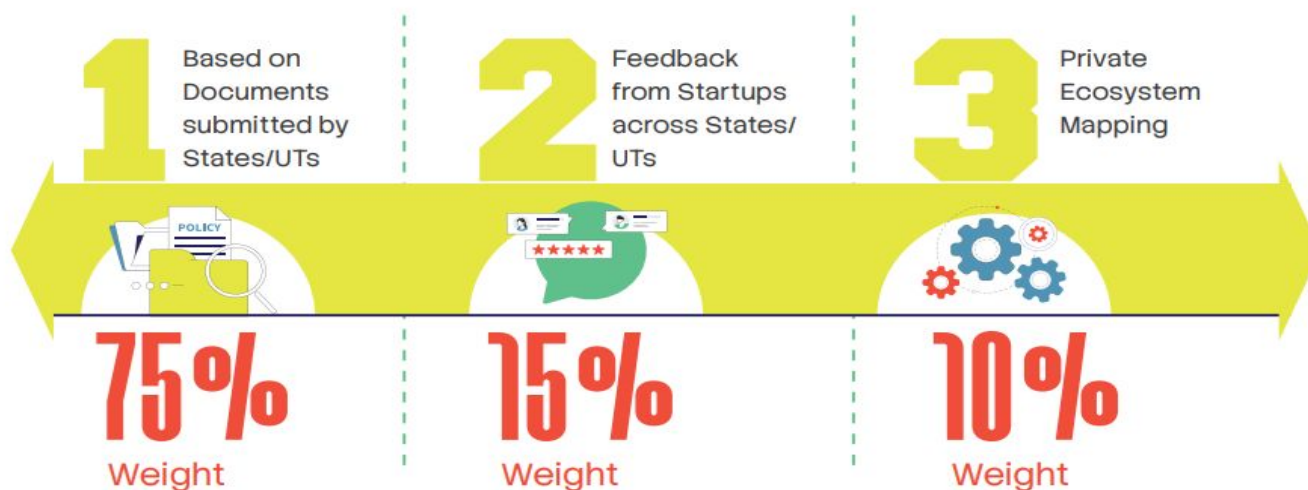 1
Based on
Documents
submitted by
States/UTs
POLICY
75%
Weight
2
Feedback
from Startups
across States/
UTs
15%
Weight
3
Private
Ecosystem
Mapping
10%
Weight